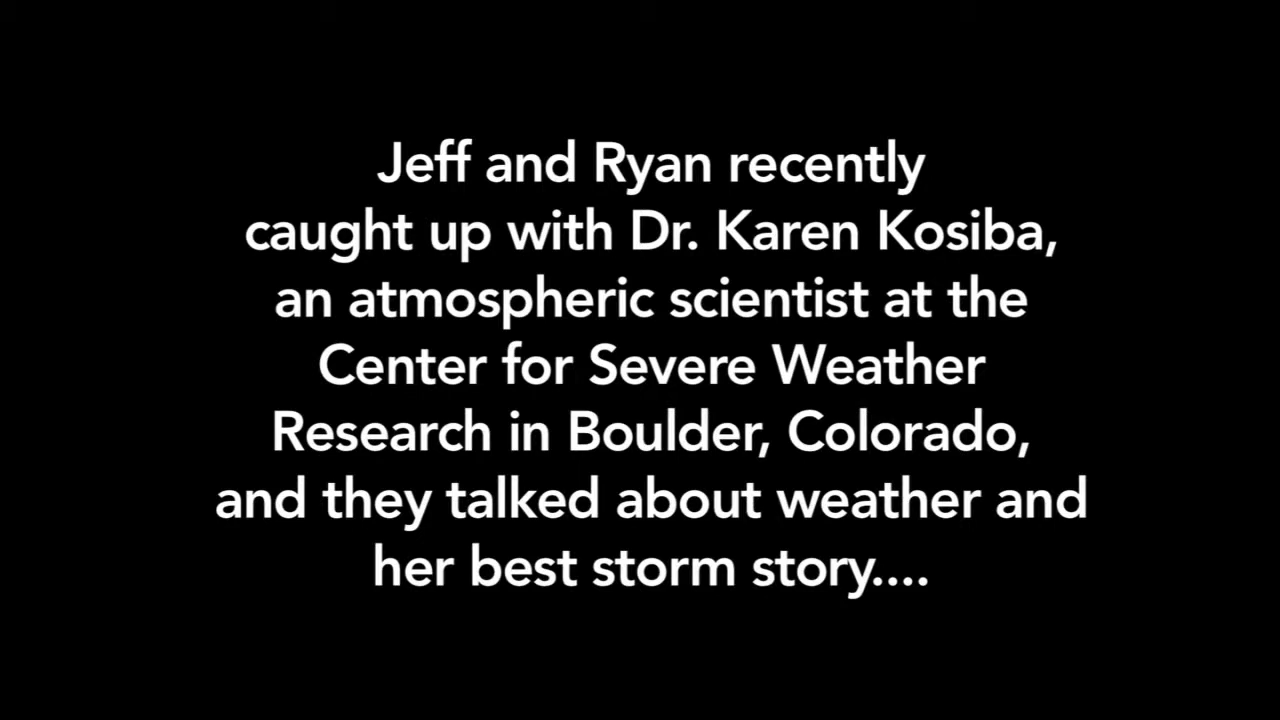 Jeff and Ryan recently
caught up with Dr. Karen Kosiba,
an atmospheric scientist at the
Center for Severe Weather
Research in Boulder, Colorado,
and they talked about weather and
her best storm story....